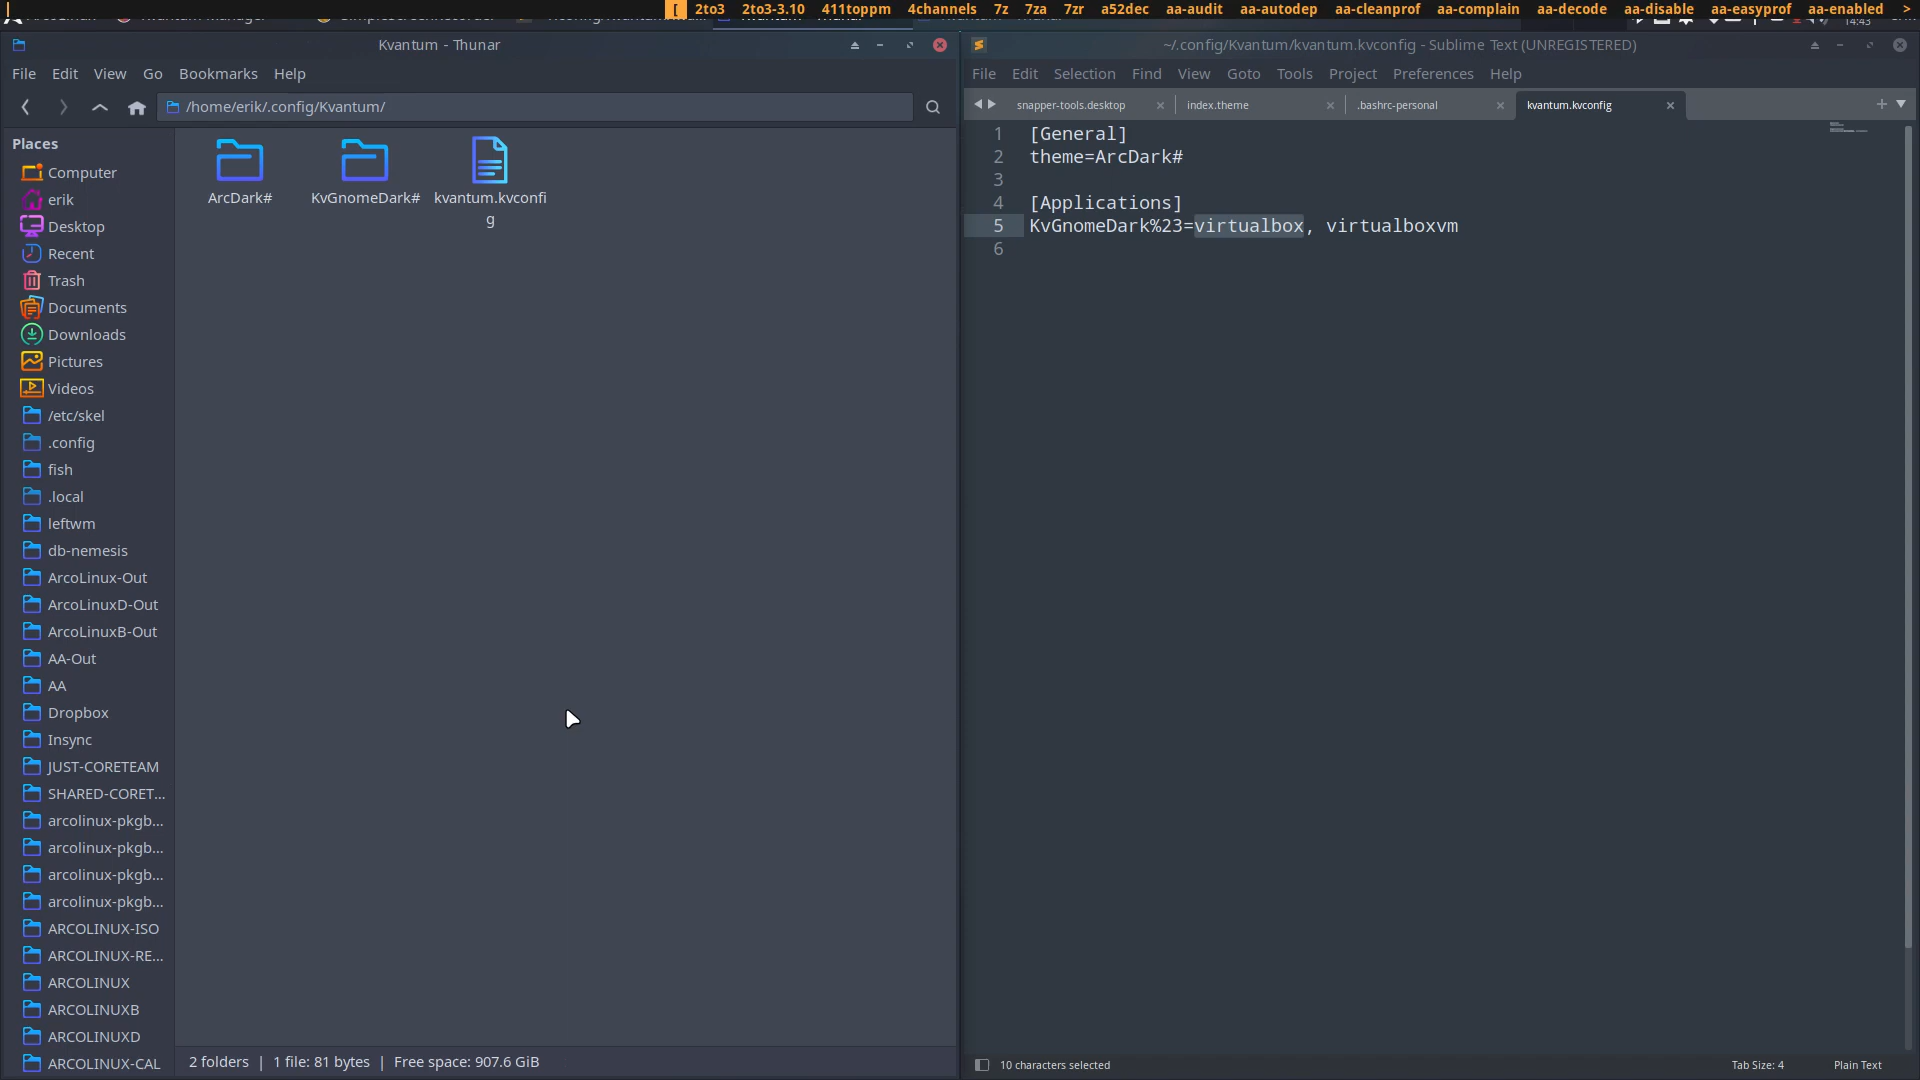 [ 2to3 2to3-3.10 411toppm 4channels 7z 7za 7zr a52dec aa-audit aa-autodep aa-cleanprof aa-complain aa-decode aa-disable aa-easyprof aa-enabled >
14:43
Kvantum - Thunar
File Edit View Go Bookmarks Help
/home/erik/.config/Kvantum/
Places
Computer
erik
Desktop
Recent
Trash
Documents
Downloads
Pictures
Videos
/etc/skel
.config
fish
.local
leftwm
db-nemesis
ArcoLinux-Out
ArcoLinuxD-Out
ArcoLinuxB-Out
AA-Out
AA
Dropbox
Insync
JUST-CORETEAM
SHARED-CORET...
arcolinux-pkgb...
arcolinux-pkgb...
arcolinux-pkgb...
arcolinux-pkgb...
ARCOLINUX-ISO
ARCOLINUX-RE...
ARCOLINUX
ARCOLINUXB
ARCOLINUXD
ARCOLINUX-CAL
ArcDark#
KvGnomeDark#
kvantum.kvconfi
g
2 folders | 1 file: 81 bytes | Free space: 907.6 GiB
~/.config/Kvantum/kvantum.kvconfig - Sublime Text (UNREGISTERED)
File Edit Selection Find View Goto Tools Project Preferences Help
snapper-tools.desktop index.theme .bashrc-personal kvantum.kvconfig
1 [General]
2 theme=ArcDark#
3
4 [Applications]
5 KvGnomeDark%23=virtualbox, virtualboxvm
6
10 characters selected
Tab Size: 4 Plain Text